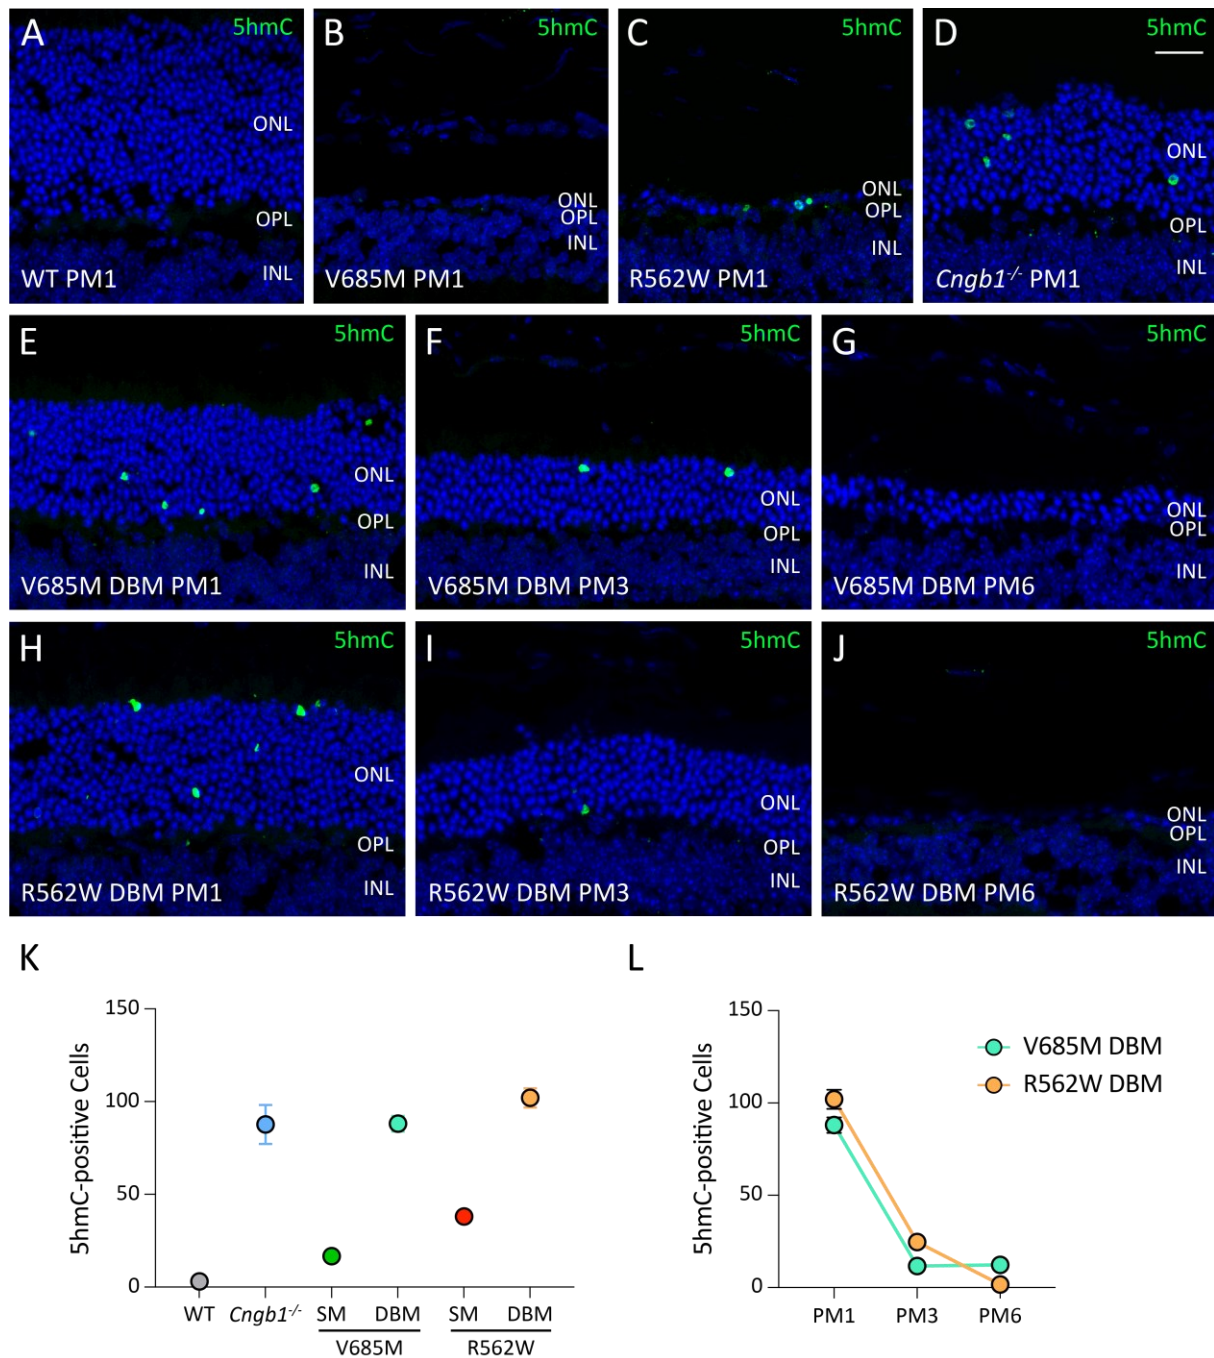 A 5hmC
ONL
OPL
INL
WT PM1
B 5hmC
ONL
OPL
INL
V685M PM1
C 5hmC
ONL
OPL
INL
R562W PM1
D 5hmC
ONL
OPL
INL
Cngb1-/- PM1
E 5hmC
ONL
OPL
INL
V685M DBM PM1
F 5hmC
ONL
OPL
INL
V685M DBM PM3
G 5hmC
ONL
OPL
INL
V685M DBM PM6
H 5hmC
ONL
OPL
INL
R562W DBM PM1
I 5hmC
ONL
OPL
INL
R562W DBM PM3
J 5hmC
ONL
OPL
INL
R562W DBM PM6
K
5hmC-positive Cells
150
100
50
0
WT Cngb1-/- SM DBM SM DBM
V685M R562W
L
5hmC-positive Cells
150
100
50
0
PM1 PM3 PM6
V685M DBM
R562W DBM